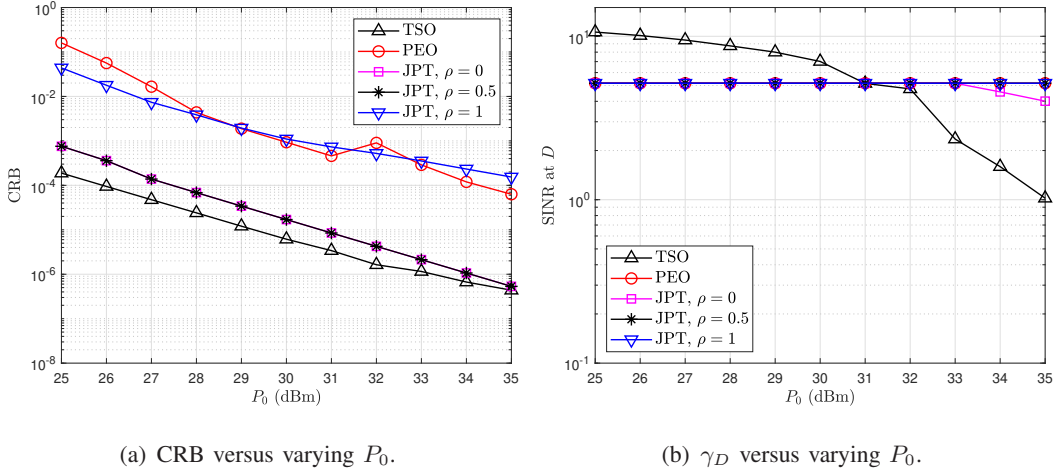 10^0
10^-2
10^-4
10^-6
10^-8
CRB
25 26 27 28 29 30 31 32 33 34 35
P_0 (dBm)
TSO
PEO
JPT, ρ = 0
JPT, ρ = 0.5
JPT, ρ = 1
(a) CRB versus varying P_0.
10^1
10^0
10^-1
SINR at D
25 26 27 28 29 30 31 32 33 34 35
P_0 (dBm)
TSO
PEO
JPT, ρ = 0
JPT, ρ = 0.5
JPT, ρ = 1
(b) γ_D versus varying P_0.